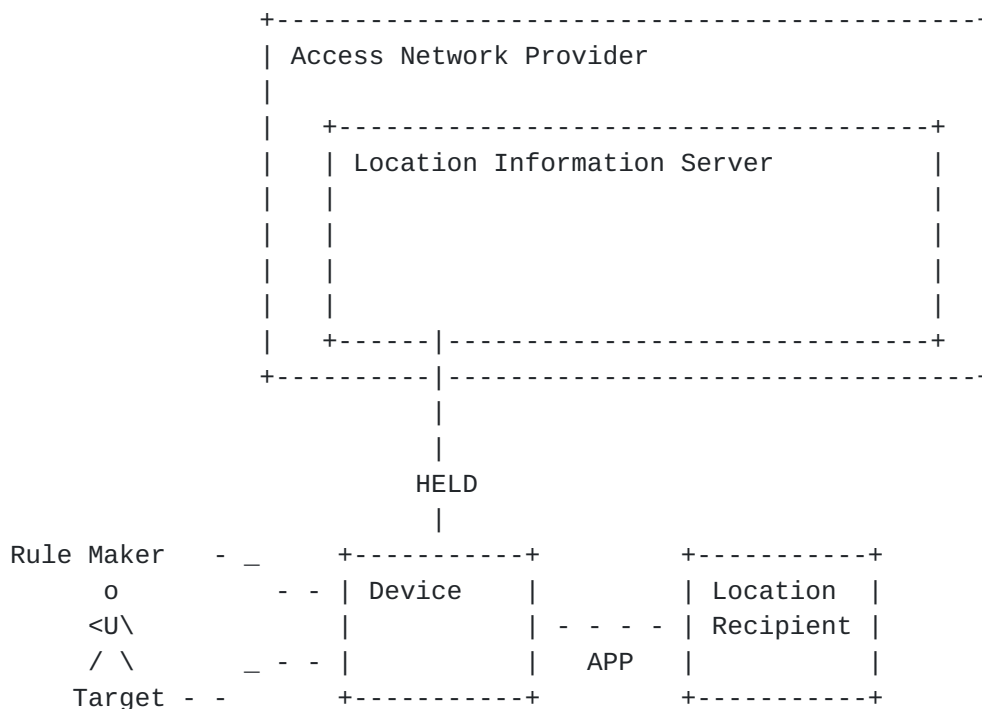 Access Network Provider
Location Information Server
HELD
Rule Maker
Device
Location
Recipient
APP
Target